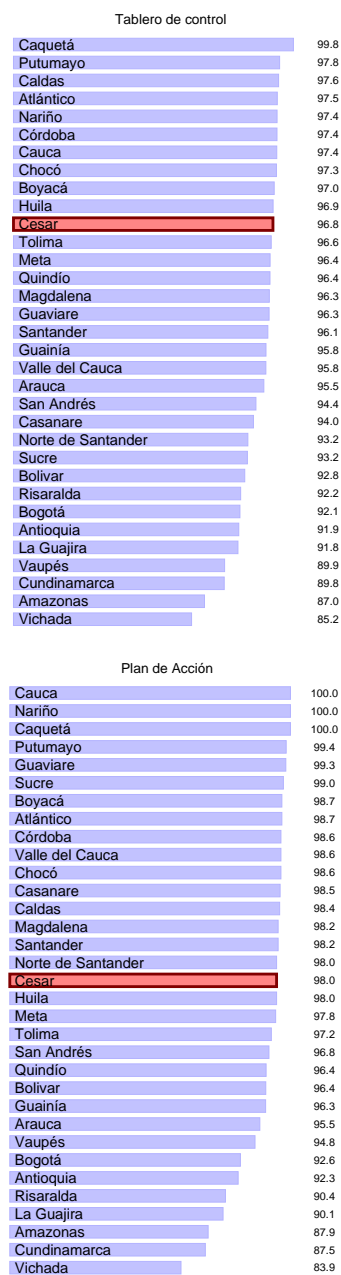 Tablero de control
Caquetá 99.8
Putumayo 97.8
Caldas 97.6
Atlántico 97.5
Nariño 97.4
Córdoba 97.4
Cauca 97.4
Chocó 97.3
Boyacá 97.0
Huila 96.9
Cesar 96.8
Tolima 96.6
Meta 96.4
Quindío 96.4
Magdalena 96.3
Guaviare 96.3
Santander 96.1
Guainía 95.8
Valle del Cauca 95.8
Arauca 95.5
San Andrés 94.4
Casanare 94.0
Norte de Santander 93.2
Sucre 93.2
Bolivar 92.8
Risaralda 92.2
Bogotá 92.1
Antioquia 91.9
La Guajira 91.8
Vaupés 89.9
Cundinamarca 89.8
Amazonas 87.0
Vichada 85.2
Plan de Acción
Cauca 100.0
Nariño 100.0
Caquetá 100.0
Putumayo 99.4
Guaviare 99.3
Sucre 99.0
Boyacá 98.7
Atlántico 98.7
Córdoba 98.6
Valle del Cauca 98.6
Chocó 98.6
Casanare 98.5
Caldas 98.4
Magdalena 98.2
Santander 98.2
Norte de Santander 98.0
Cesar 98.0
Huila 98.0
Meta 97.8
Tolima 97.2
San Andrés 96.8
Quindío 96.4
Bolivar 96.4
Guainía 96.3
Arauca 95.5
Vaupés 94.8
Bogotá 92.6
Antioquia 92.3
Risaralda 90.4
La Guajira 90.1
Amazonas 87.9
Cundinamarca 87.5
Vichada 83.9